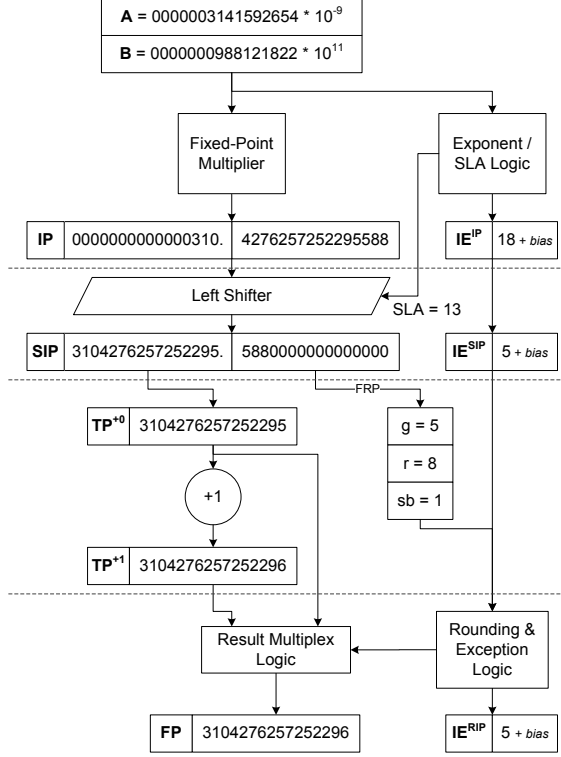 A = 0000003141592654 * 10^-9
B = 0000000988121822 * 10^11
Fixed-Point
Multiplier
Exponent /
SLA Logic
IP 0000000000000310. 4276257252295588
IE^IP 18 + bias
Left Shifter
SLA = 13
SIP 3104276257252295. 5880000000000000
IE^SIP 5 + bias
FRP
TP^+0 3104276257252295
g = 5
r = 8
sb = 1
+1
TP^+1 3104276257252296
Result Multiplex
Logic
Rounding &
Exception
Logic
FP 3104276257252296
IE^RIP 5 + bias